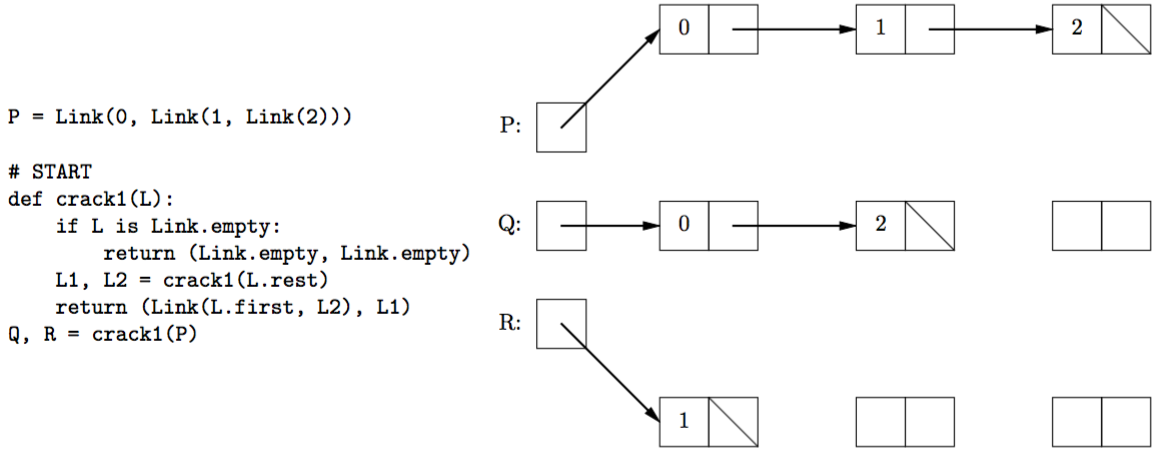 0 1 2
P = Link(0, Link(1, Link(2)))
P:
# START
def crack1(L):
    if L is Link.empty:
        return (Link.empty, Link.empty)
    L1, L2 = crack1(L.rest)
    return (Link(L.first, L2), L1)
Q, R = crack1(P)
Q: 0 2
R:
1